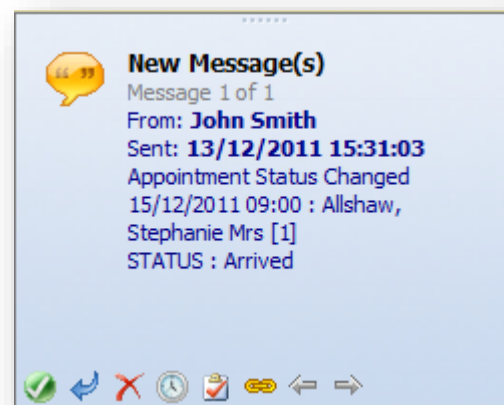 New Message(s)
Message 1 of 1
From: John Smith
Sent: 13/12/2011 15:31:03
Appointment Status Changed
15/12/2011 09:00 : Allshaw,
Stephanie Mrs [1]
STATUS : Arrived